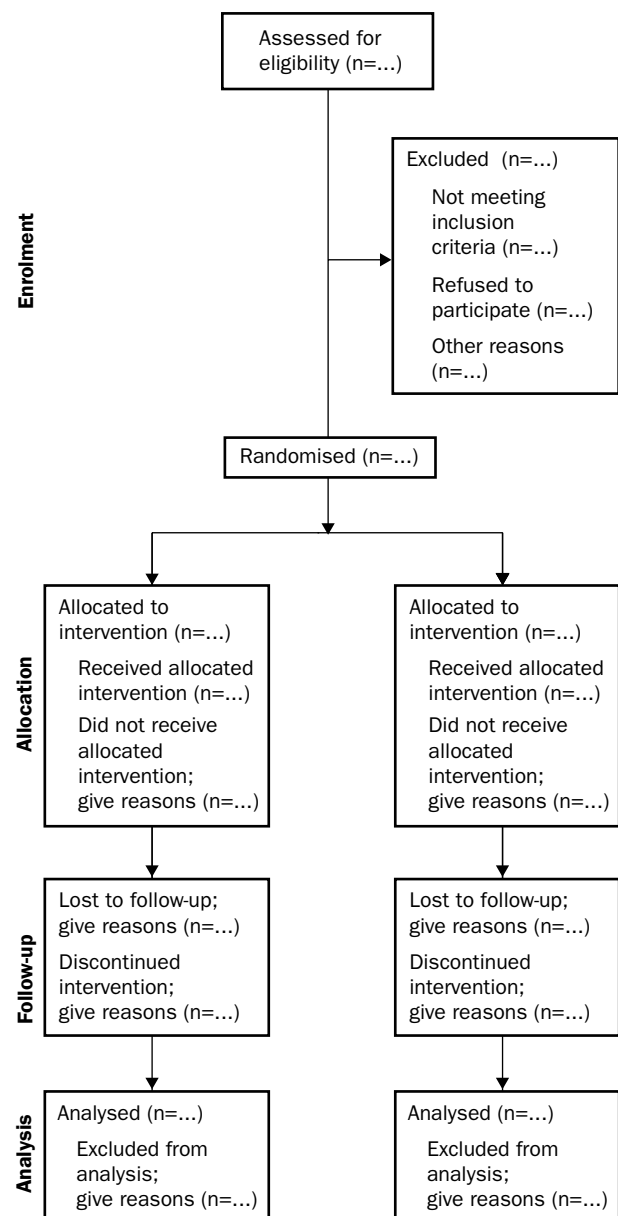 Assessed for
eligibility (n=...)
Enrolment
Excluded (n=...)
Not meeting
inclusion
criteria (n=...)
Refused to
participate (n=...)
Other reasons
(n=...)
Randomised (n=...)
Allocation
Allocated to
intervention (n=...)
Received allocated
intervention (n=...)
Did not receive
allocated
intervention;
give reasons (n=...)
Allocated to
intervention (n=...)
Received allocated
intervention (n=...)
Did not receive
allocated
intervention;
give reasons (n=...)
Follow-up
Lost to follow-up;
give reasons (n=...)
Discontinued
intervention;
give reasons (n=...)
Lost to follow-up;
give reasons (n=...)
Discontinued
intervention;
give reasons (n=...)
Analysis
Analysed (n=...)
Excluded from
analysis;
give reasons (n=...)
Analysed (n=...)
Excluded from
analysis;
give reasons (n=...)